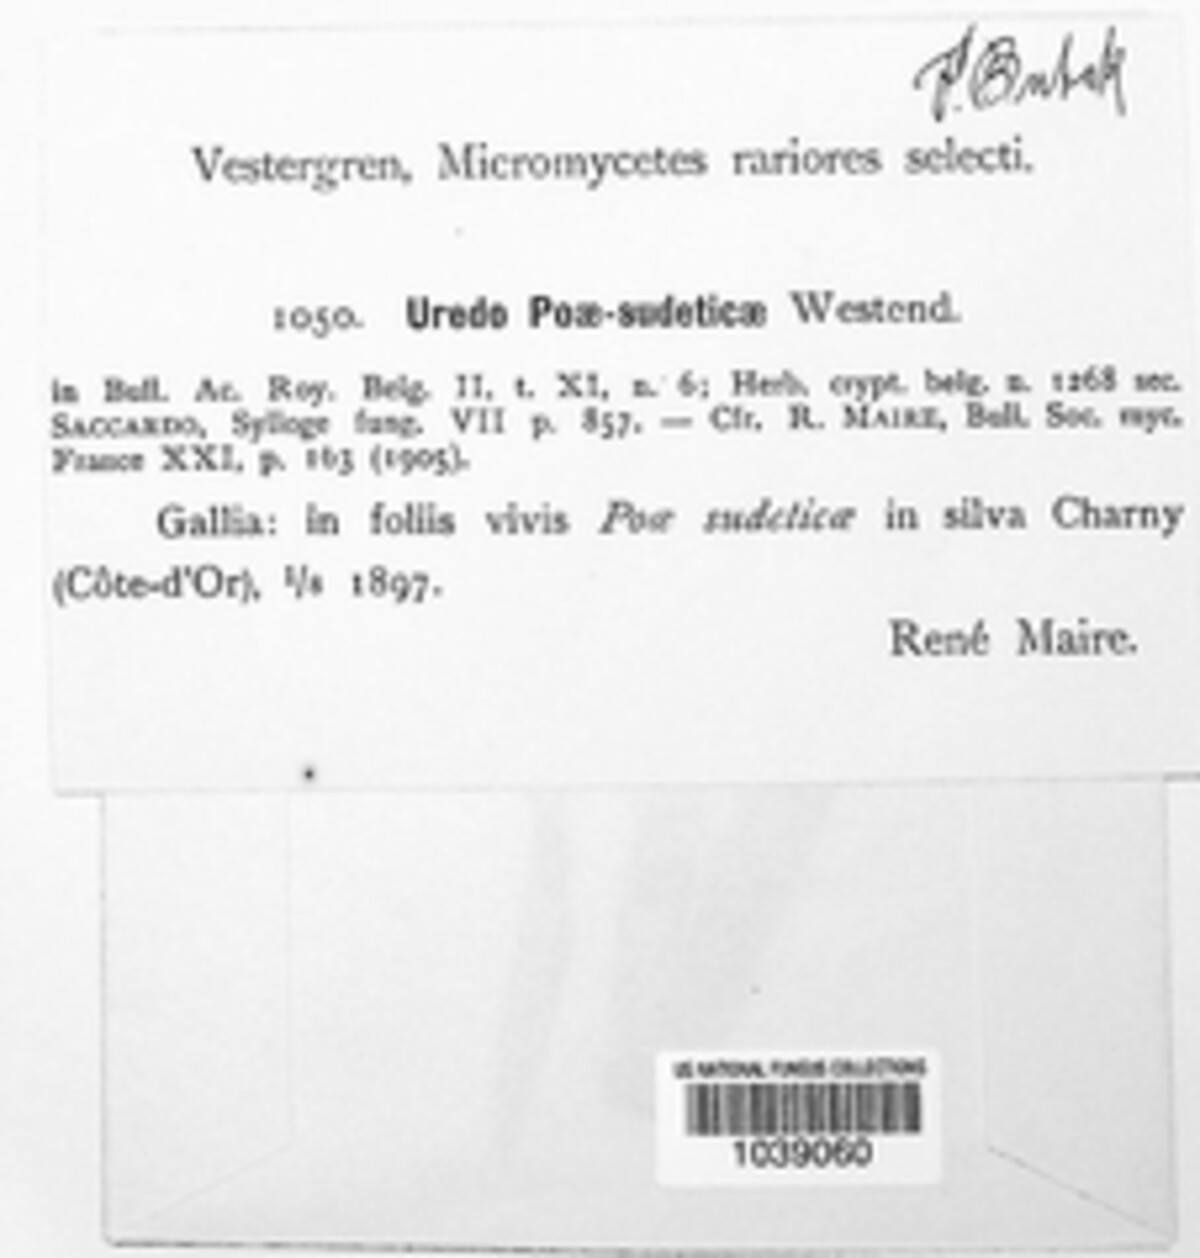 F. Bubak
Vestergren, Micromycetes rariores selecti.
1050. Uredo Poæ-sudeticæ Westend.
in Bull. Ac. Roy. Belg. II, t. XI, n. 6; Herb. crypt. belg. n. 1268 sec.
SACCARDO, Sylloge fung. VII p. 857. — Cfr. R. MAIRE, Bull. Soc. myc.
France XXI, p. 163 (1905).
Gallia: in foliis vivis Poæ sudeticæ in silva Charny
(Côte-d'Or), 1897.
René Maire.
US NATIONAL FUNGUS COLLECTIONS
1039060